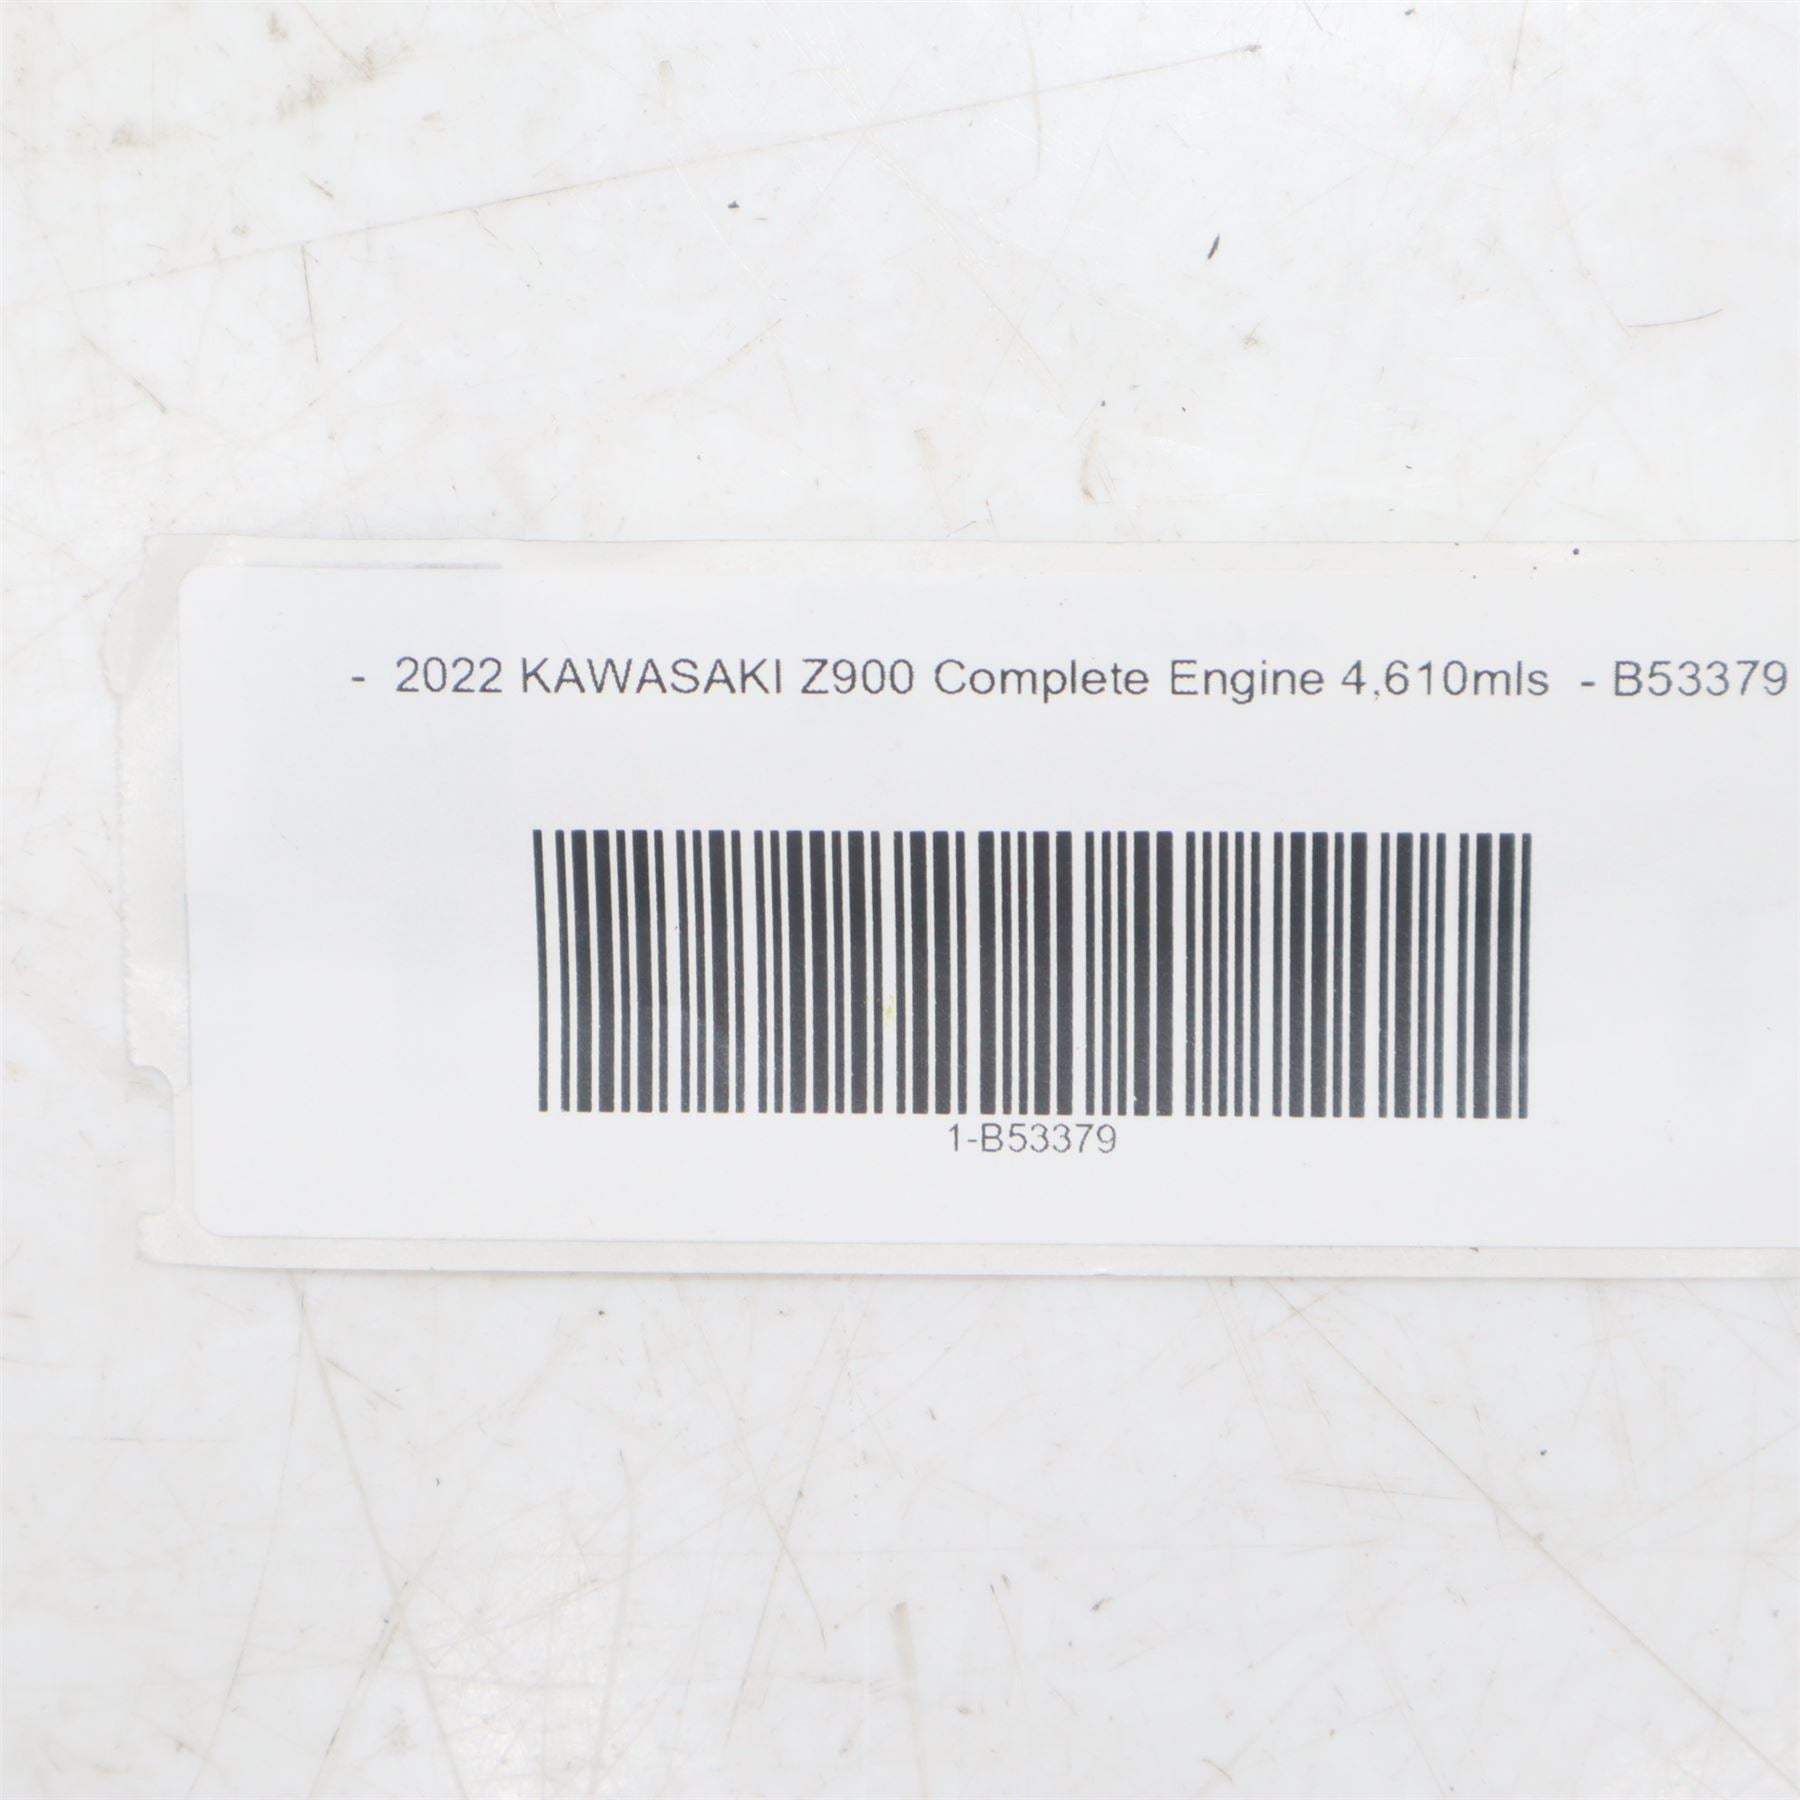 - 2022 KAWASAKI Z900 Complete Engine 4,610mls - B53379
1-B53379